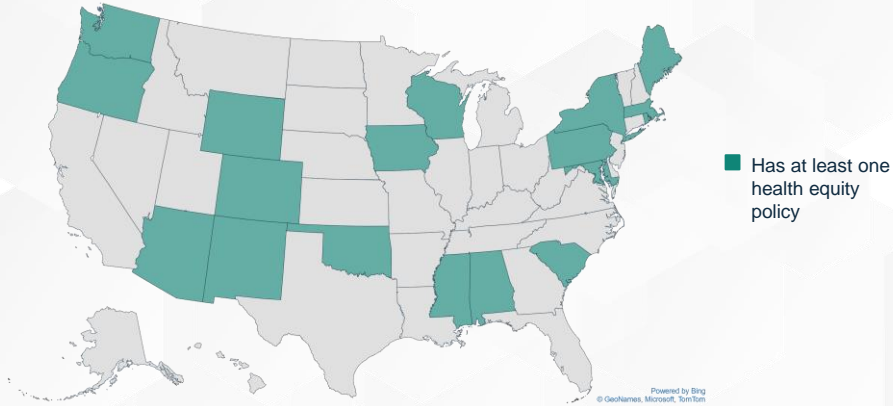 Has at least one
health equity
policy
Powered by Bing
© GeoNames, Microsoft, TomTom